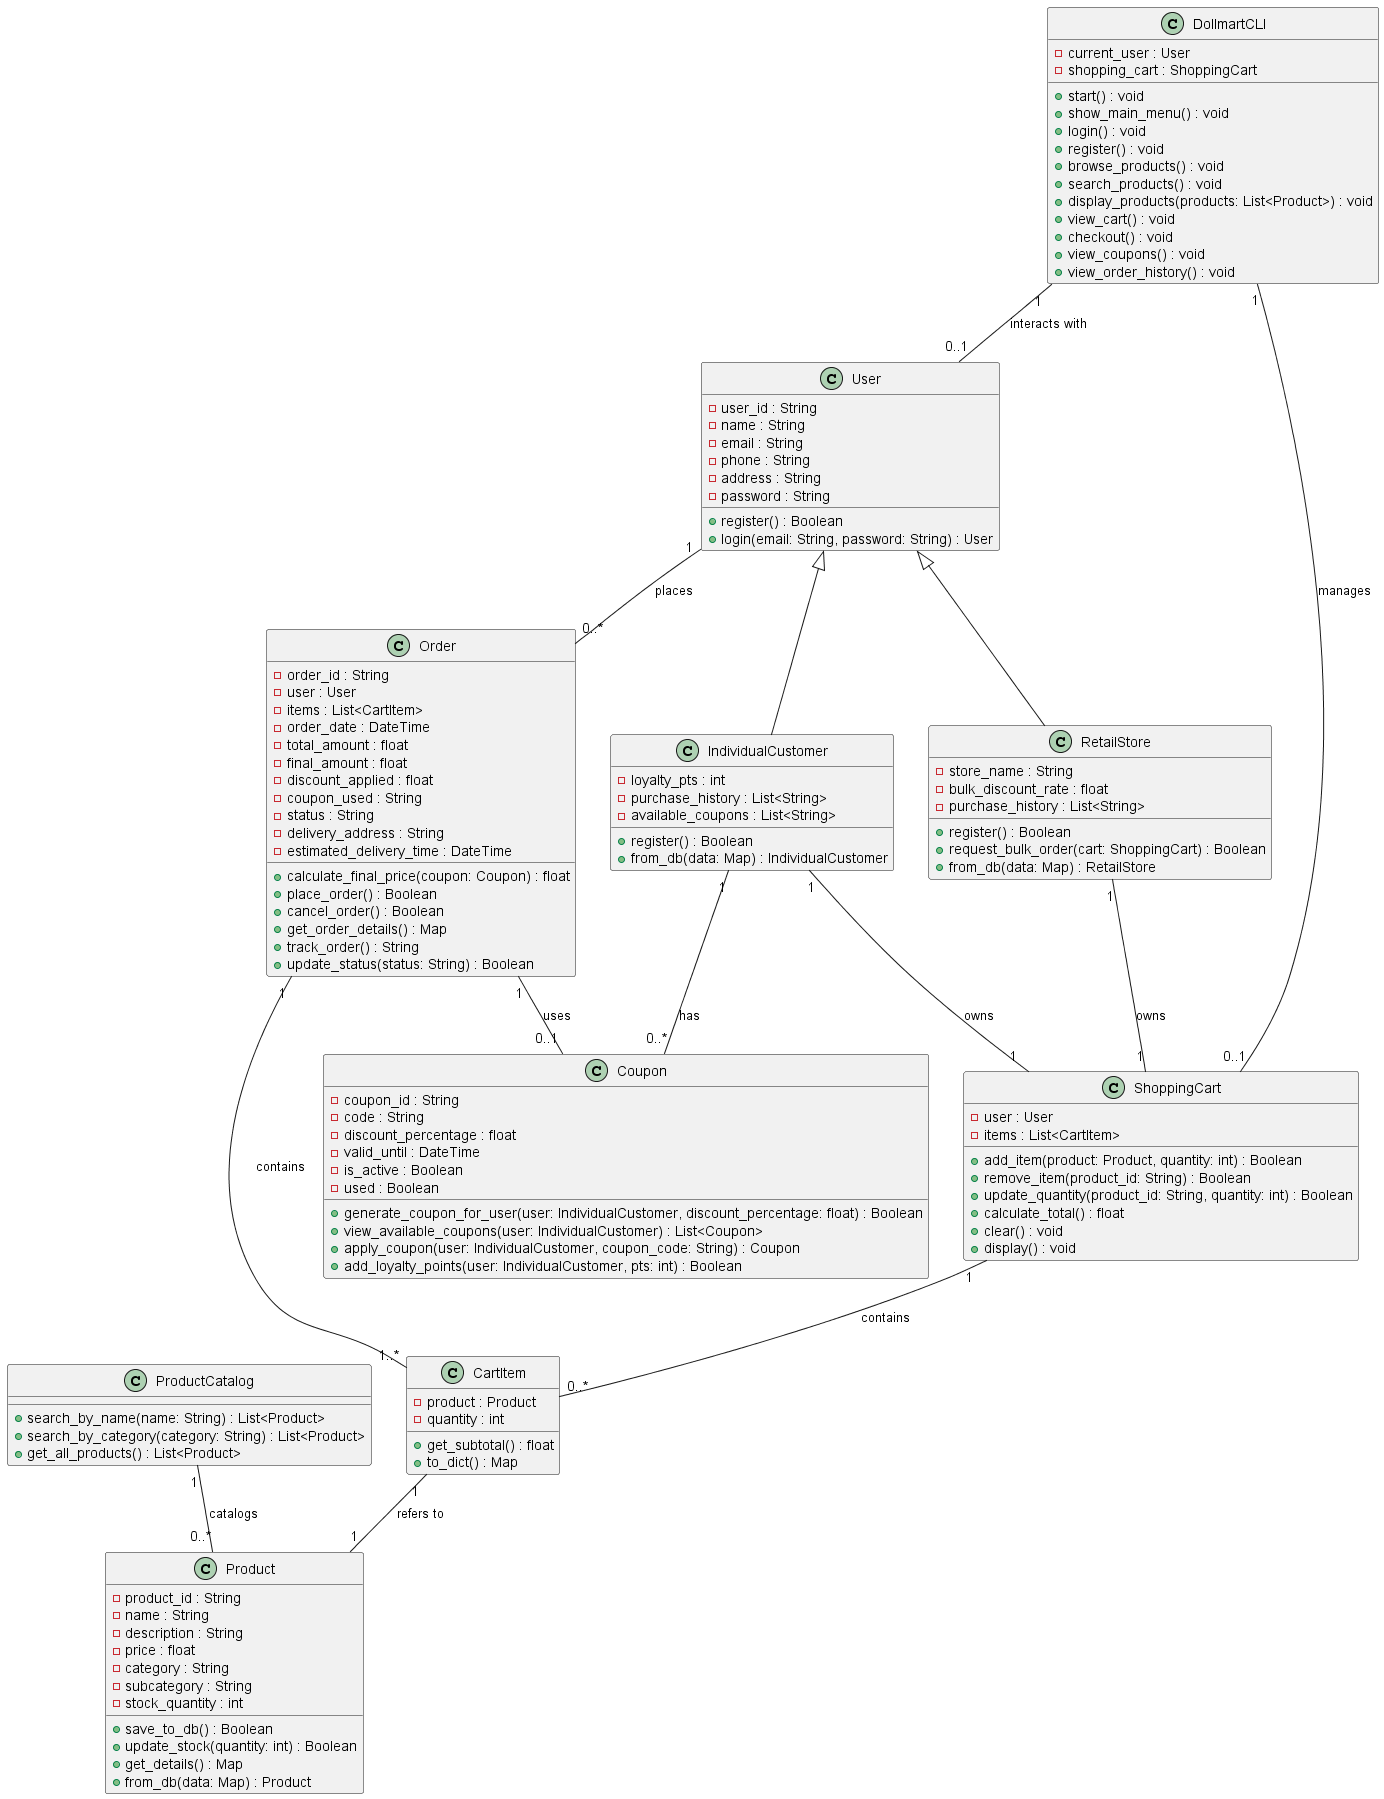 C DollmartCLI
current_user : User
shopping_cart : ShoppingCart
start() : void
show_main_menu() : void
login() : void
register() : void
browse_products() : void
search_products() : void
display_products(products: List<Product>) : void
view_cart() : void
checkout() : void
view_coupons() : void
view_order_history() : void
1
1
interacts with
0..1
manages
C User
user_id : String
name : String
email : String
phone : String
address : String
password : String
register() : Boolean
login(email: String, password: String) : User
1
places
0..*
C Order
order_id : String
user : User
items : List<CartItem>
order_date : DateTime
total_amount : float
final_amount : float
discount_applied : float
coupon_used : String
status : String
delivery_address : String
estimated_delivery_time : DateTime
calculate_final_price(coupon: Coupon) : float
place_order() : Boolean
cancel_order() : Boolean
get_order_details() : Map
track_order() : String
update_status(status: String) : Boolean
C IndividualCustomer
loyalty_pts : int
purchase_history : List<String>
available_coupons : List<String>
register() : Boolean
from_db(data: Map) : IndividualCustomer
C RetailStore
store_name : String
bulk_discount_rate : float
purchase_history : List<String>
register() : Boolean
request_bulk_order(cart: ShoppingCart) : Boolean
from_db(data: Map) : RetailStore
1
1
1
1
1
uses
has
owns
owns
0..1
0..*
1
1
0..1
C Coupon
coupon_id : String
code : String
discount_percentage : float
valid_until : DateTime
is_active : Boolean
used : Boolean
generate_coupon_for_user(user: IndividualCustomer, discount_percentage: float) : Boolean
view_available_coupons(user: IndividualCustomer) : List<Coupon>
apply_coupon(user: IndividualCustomer, coupon_code: String) : Coupon
add_loyalty_points(user: IndividualCustomer, pts: int) : Boolean
C ShoppingCart
user : User
items : List<CartItem>
add_item(product: Product, quantity: int) : Boolean
remove_item(product_id: String) : Boolean
update_quantity(product_id: String, quantity: int) : Boolean
calculate_total() : float
clear() : void
display() : void
contains
1
contains
1..*
0..*
C ProductCatalog
search_by_name(name: String) : List<Product>
search_by_category(category: String) : List<Product>
get_all_products() : List<Product>
C CartItem
product : Product
quantity : int
get_subtotal() : float
to_dict() : Map
1
1
catalogs
refers to
0..*
1
C Product
product_id : String
name : String
description : String
price : float
category : String
subcategory : String
stock_quantity : int
save_to_db() : Boolean
update_stock(quantity: int) : Boolean
get_details() : Map
from_db(data: Map) : Product